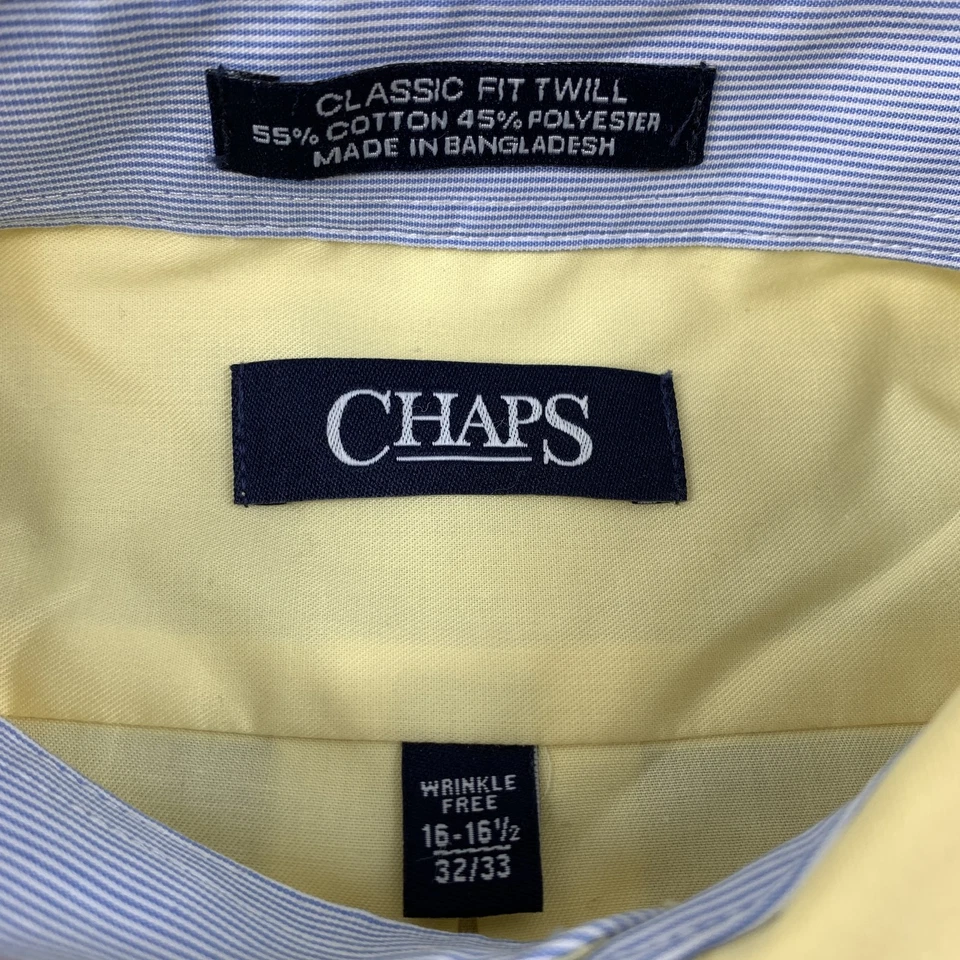 CLASSIC FIT TWILL
55% COTTON 45% POLYESTER
MADE IN BANGLADESH
CHAPS
WRINKLE
FREE
16-16½
32/33